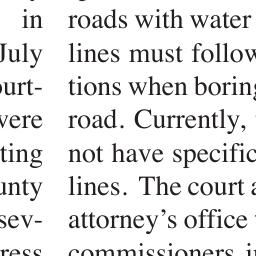 in
July
ourt-
were
ting
unty
sev-
ress
roads with water
lines must follow
tions when boring
road. Currently,
not have specific
lines. The court a
attorney's office
commissioners